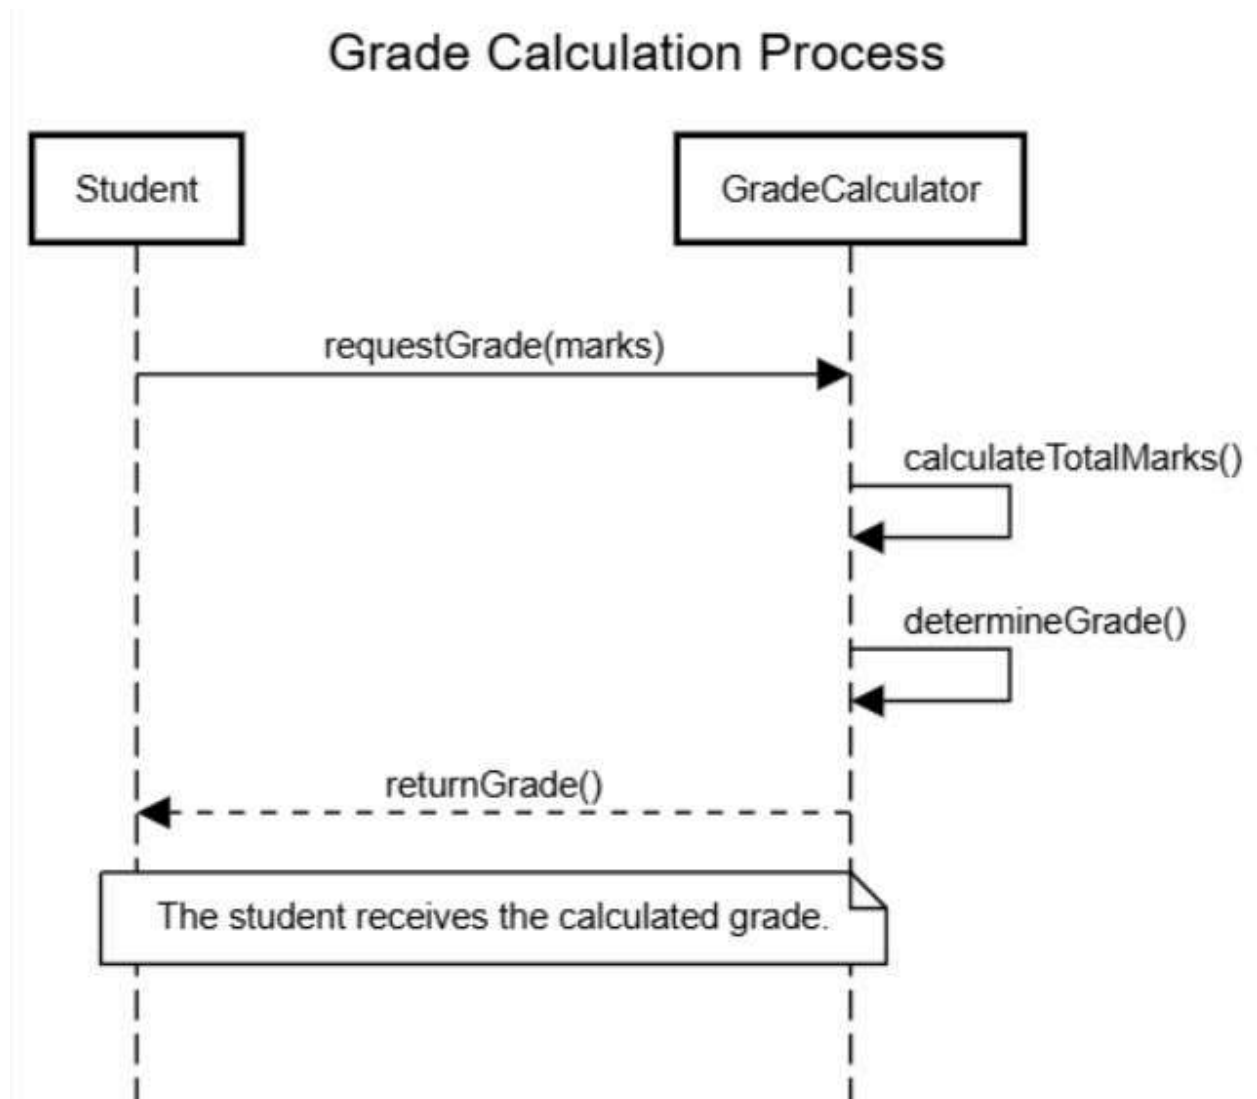 Grade Calculation Process
Student
GradeCalculator
requestGrade(marks)
calculateTotalMarks()
determineGrade()
returnGrade()
The student receives the calculated grade.